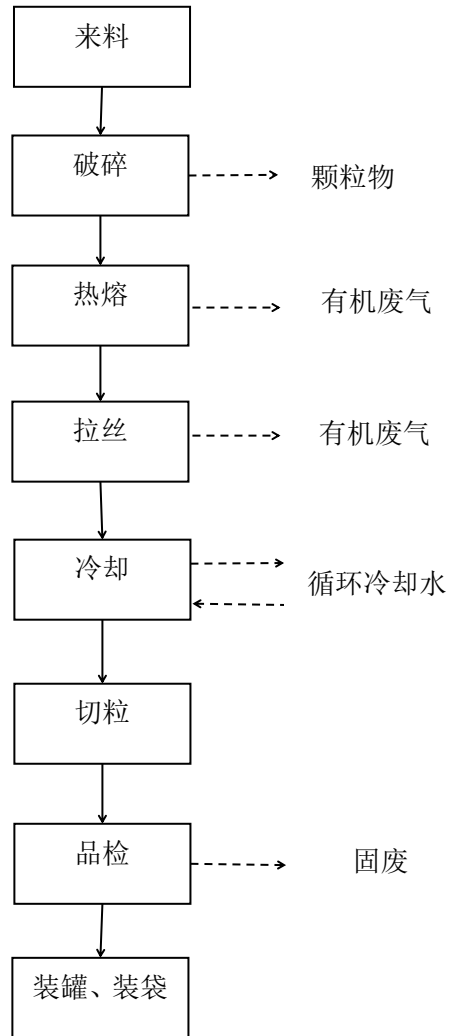 来料
破碎
颗粒物
热熔
有机废气
拉丝
有机废气
冷却
循环冷却水
切粒
品检
固废
装罐、装袋